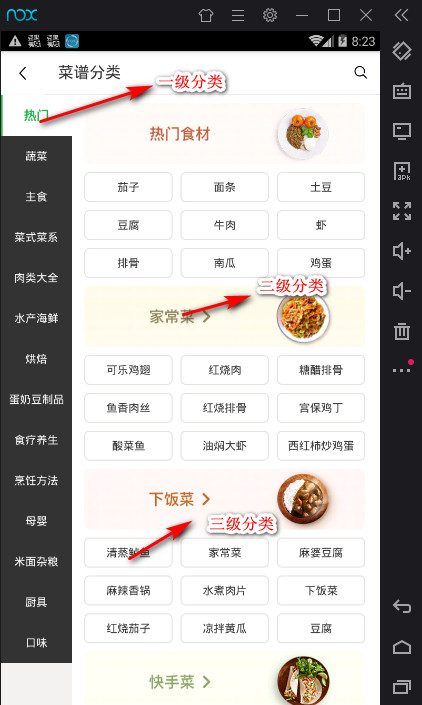 nox
8:23
菜谱分类
一级分类
热门
蔬菜
主食
菜式菜系
肉类大全
水产海鲜
烘焙
蛋奶豆制品
食疗养生
烹饪方法
母婴
米面杂粮
厨具
口味
热门食材
茄子 面条 土豆
豆腐 牛肉 虾
排骨 南瓜 鸡蛋
二级分类
家常菜
可乐鸡翅 红烧肉 糖醋排骨
鱼香肉丝 红烧排骨 宫保鸡丁
酸菜鱼 油焖大虾 西红柿炒鸡蛋
下饭菜
三级分类
清蒸鲈鱼 家常菜 麻婆豆腐
麻辣香锅 水煮肉片 下饭菜
红烧茄子 凉拌黄瓜 豆腐
快手菜